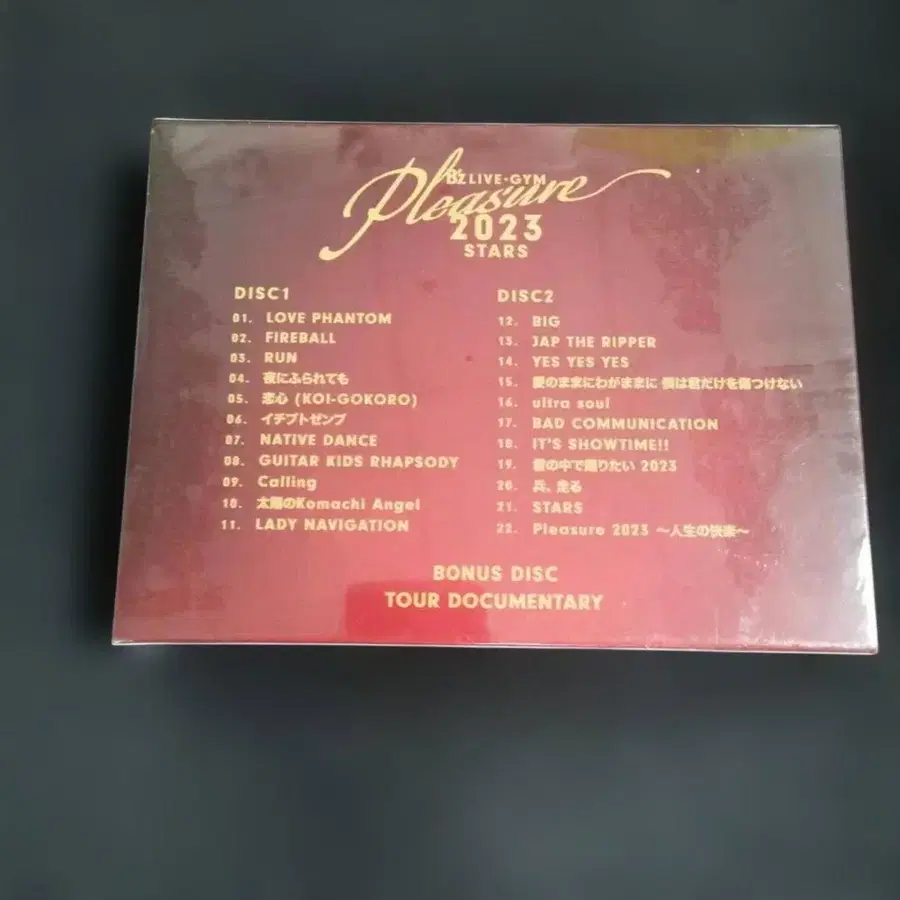 B'z LIVE-GYM
Pleasure
2023
STARS
DISC1
01. LOVE PHANTOM
02. FIREBALL
03. RUN
04. 夜にふられても
05. 恋心 (KOI-GOKORO)
06. イチブトゼンブ
07. NATIVE DANCE
08. GUITAR KIDS RHAPSODY
09. Calling
10. 太陽のKomachi Angel
11. LADY NAVIGATION
DISC2
12. BIG
13. JAP THE RIPPER
14. YES YES YES
15. 愛のままにわがままに 僕は君だけを傷つけない
16. ultra soul
17. BAD COMMUNICATION
18. IT'S SHOWTIME!!
19. 君の中で踊りたい 2023
20. 兵、走る
21. STARS
22. Pleasure 2023 ～人生の快楽～
BONUS DISC
TOUR DOCUMENTARY